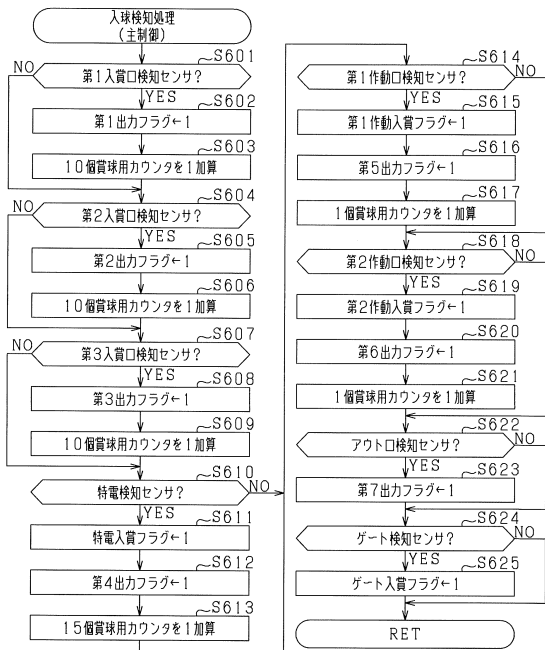 入球検知処理
(主制御)
S601
第1入賞口検知センサ?
NO
YES
S602
第1出力フラグ←1
S603
10個賞球用カウンタを1加算
S604
第2入賞口検知センサ?
NO
YES
S605
第2出力フラグ←1
S606
10個賞球用カウンタを1加算
S607
第3入賞口検知センサ?
NO
YES
S608
第3出力フラグ←1
S609
10個賞球用カウンタを1加算
S610
特電検知センサ?
NO
YES
S611
特電入賞フラグ←1
S612
第4出力フラグ←1
S613
15個賞球用カウンタを1加算
S614
第1作動口検知センサ?
NO
YES
S615
第1作動入賞フラグ←1
S616
第5出力フラグ←1
S617
1個賞球用カウンタを1加算
S618
第2作動口検知センサ?
NO
YES
S619
第2作動入賞フラグ←1
S620
第6出力フラグ←1
S621
1個賞球用カウンタを1加算
S622
アウト口検知センサ?
NO
YES
S623
第7出力フラグ←1
S624
ゲート検知センサ?
NO
YES
S625
ゲート入賞フラグ←1
RET